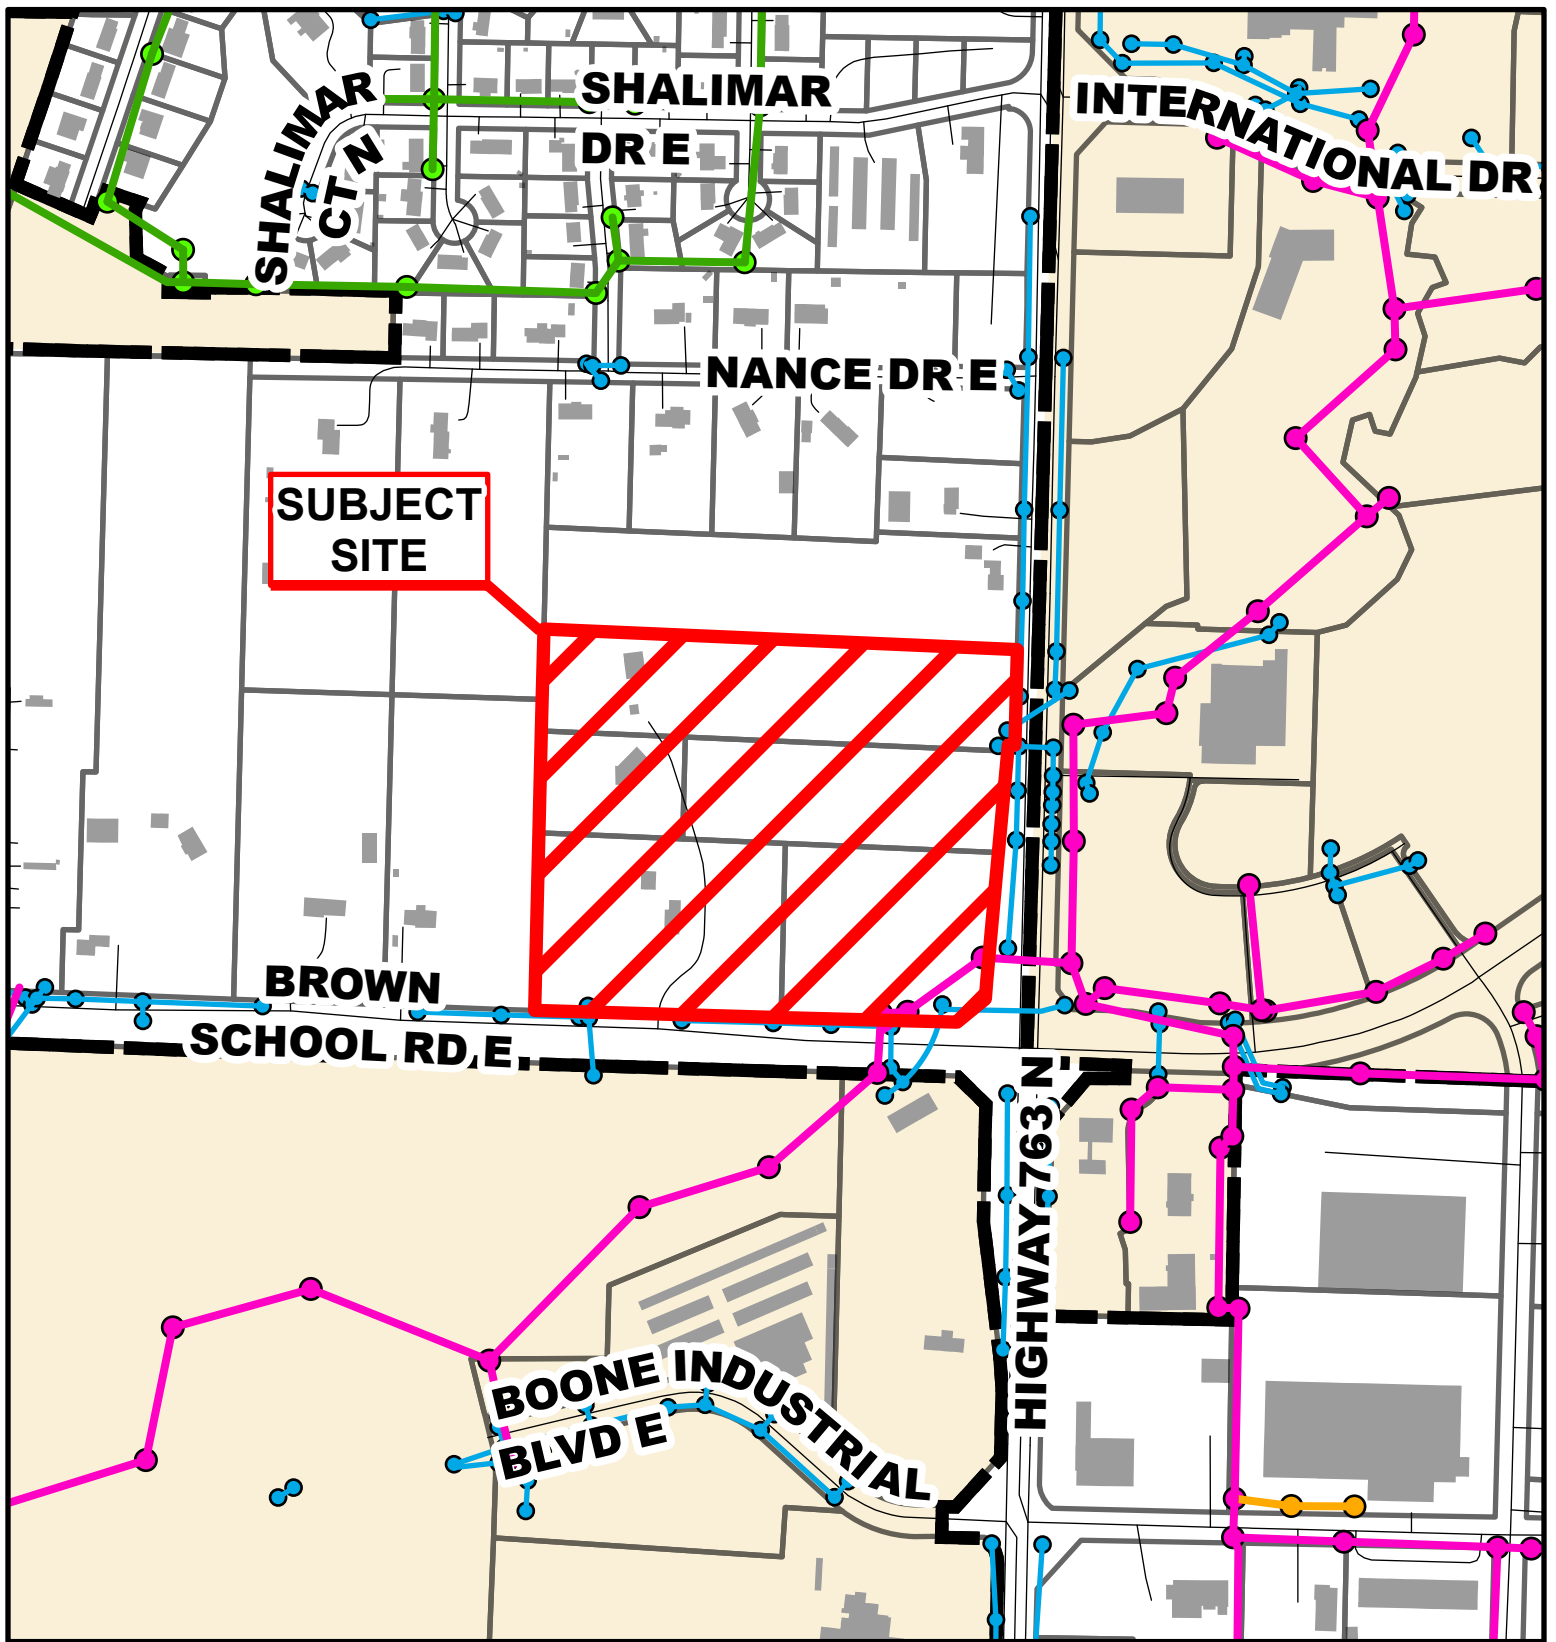 SHALIMAR
DR E
SHALIMAR
CT N
INTERNATIONAL DR
NANCE DR E
SUBJECT
SITE
BROWN
SCHOOL RD E
HIGHWAY 763 N
BOONE INDUSTRIAL
BLVD E